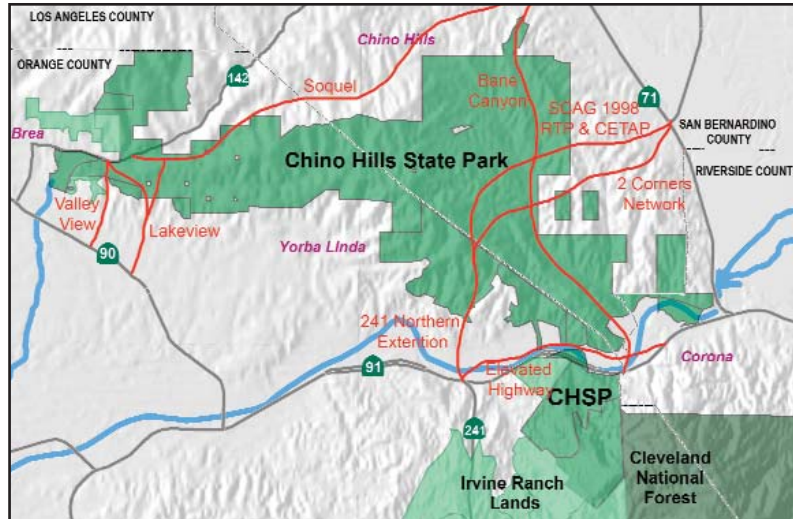 LOS ANGELES COUNTY
ORANGE COUNTY
Chino Hills
142
Soquel
Bane
Canyon
71
SCAG 1998
RTP & CETAP
SAN BERNARDINO
COUNTY
RIVERSIDE COUNT
Brea
Chino Hills State Park
2 Corners
Network
Valley
View
Lakeview
90
Yorba LInda
241 Northern
Extention
91
Elevated
Highway
Corona
CHSP
241
Irvine Ranch
Lands
Cleveland
National
Forest